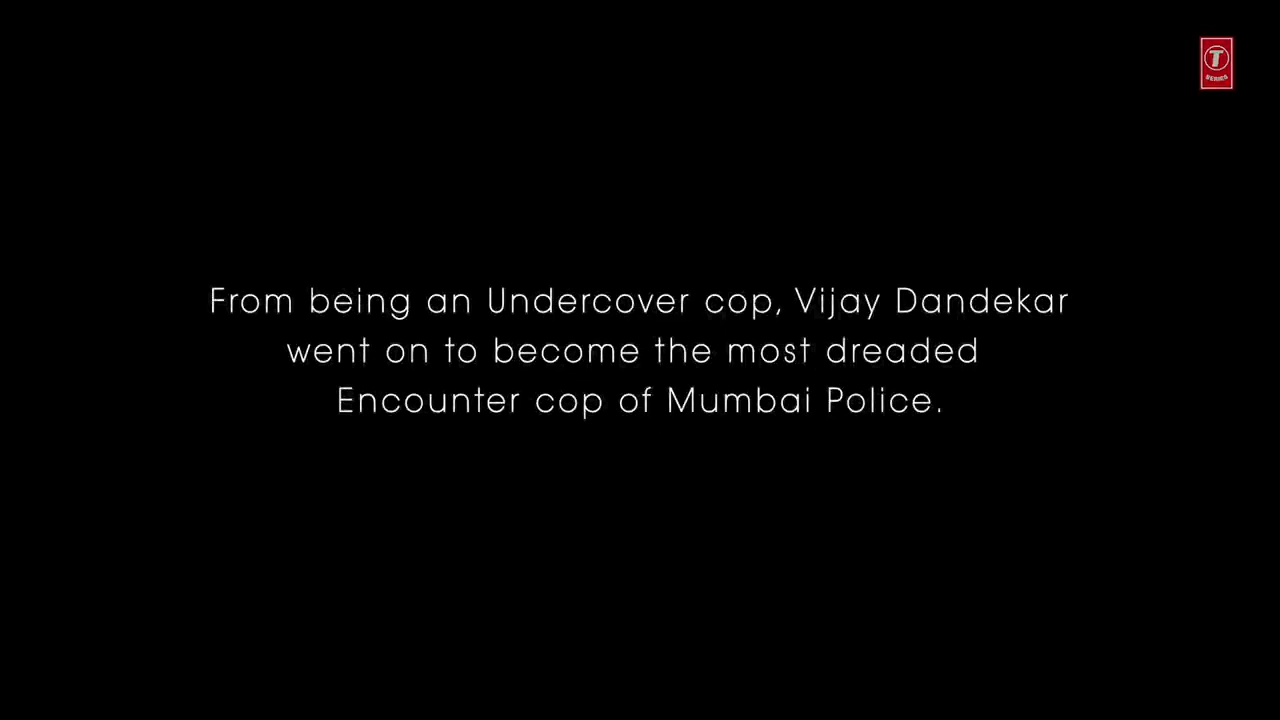 T
SERIES
From being an Undercover cop, Vijay Dandekar
went on to become the most dreaded
Encounter cop of Mumbai Police.